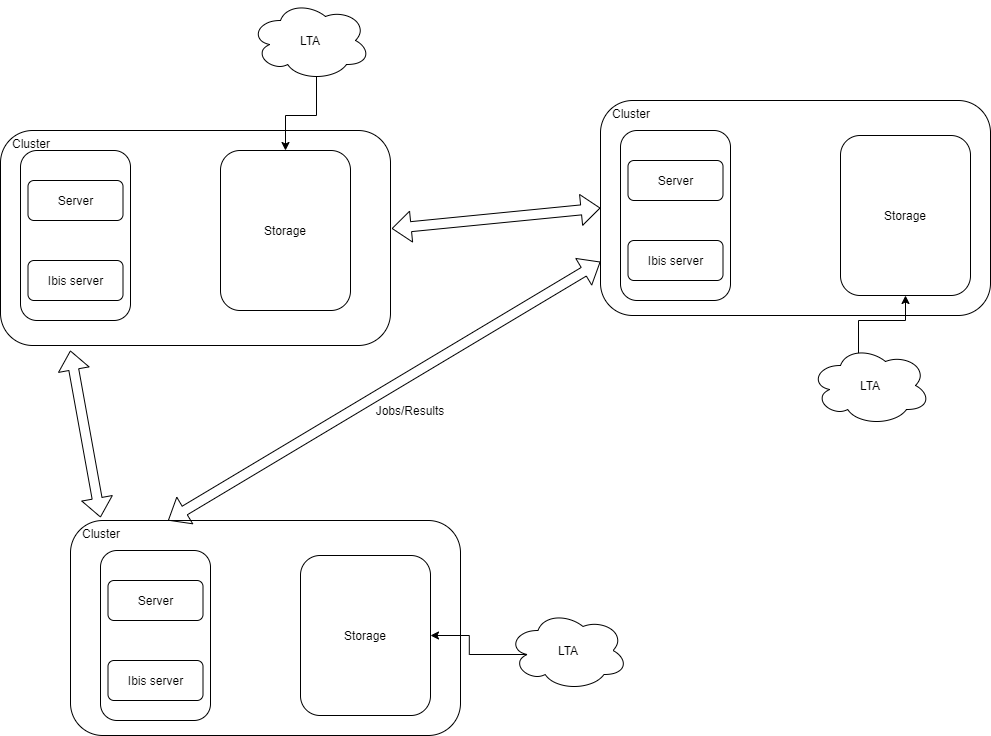 LTA
Cluster
Server
Storage
Ibis server
Cluster
Server
Storage
Ibis server
LTA
Jobs/Results
Cluster
Server
Storage
Ibis server
LTA